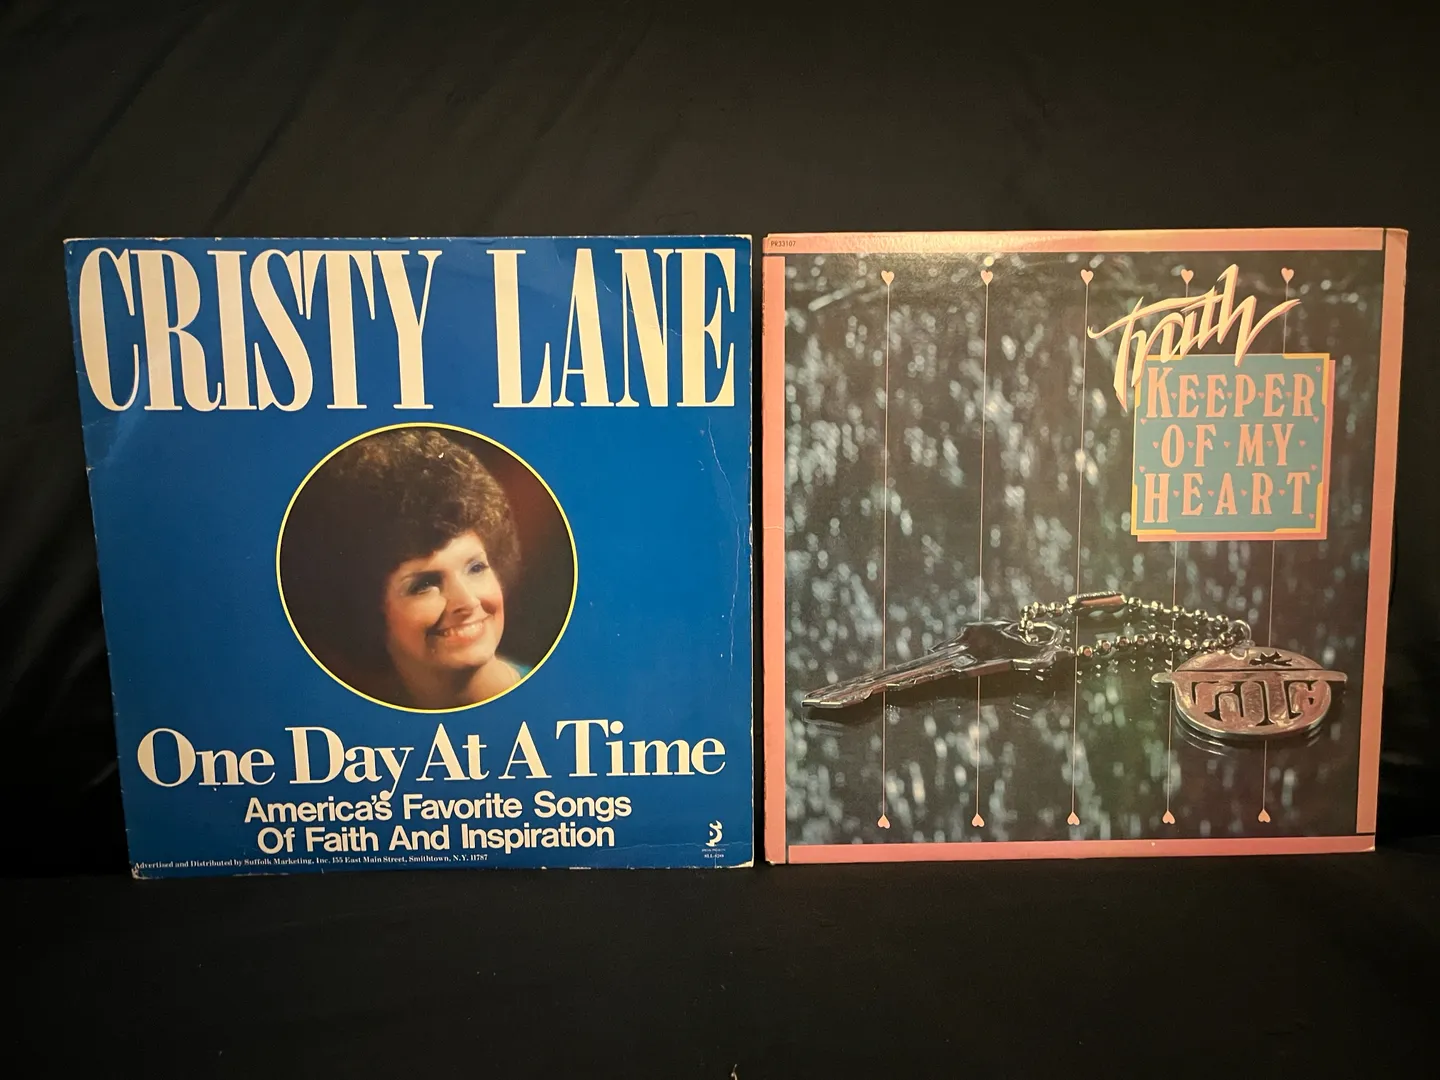 CRISTY LANE
One Day At A Time
America's Favorite Songs
Of Faith And Inspiration
Advertised and Distributed by Suffolk Marketing, Inc. 155 East Main Street, Smithtown, N.Y. 11787
PR33107
Truth
KEEPER
OF MY
HEART